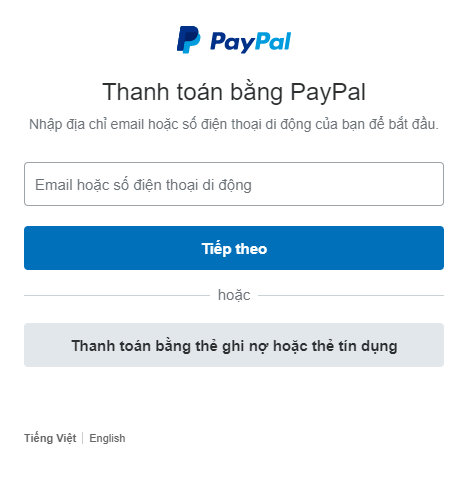 PayPal
Thanh toán bằng PayPal
Nhập địa chỉ email hoặc số điện thoại di động của bạn để bắt đầu.
Email hoặc số điện thoại di động
Tiếp theo
hoặc
Thanh toán bằng thẻ ghi nợ hoặc thẻ tín dụng
Tiếng Việt | English